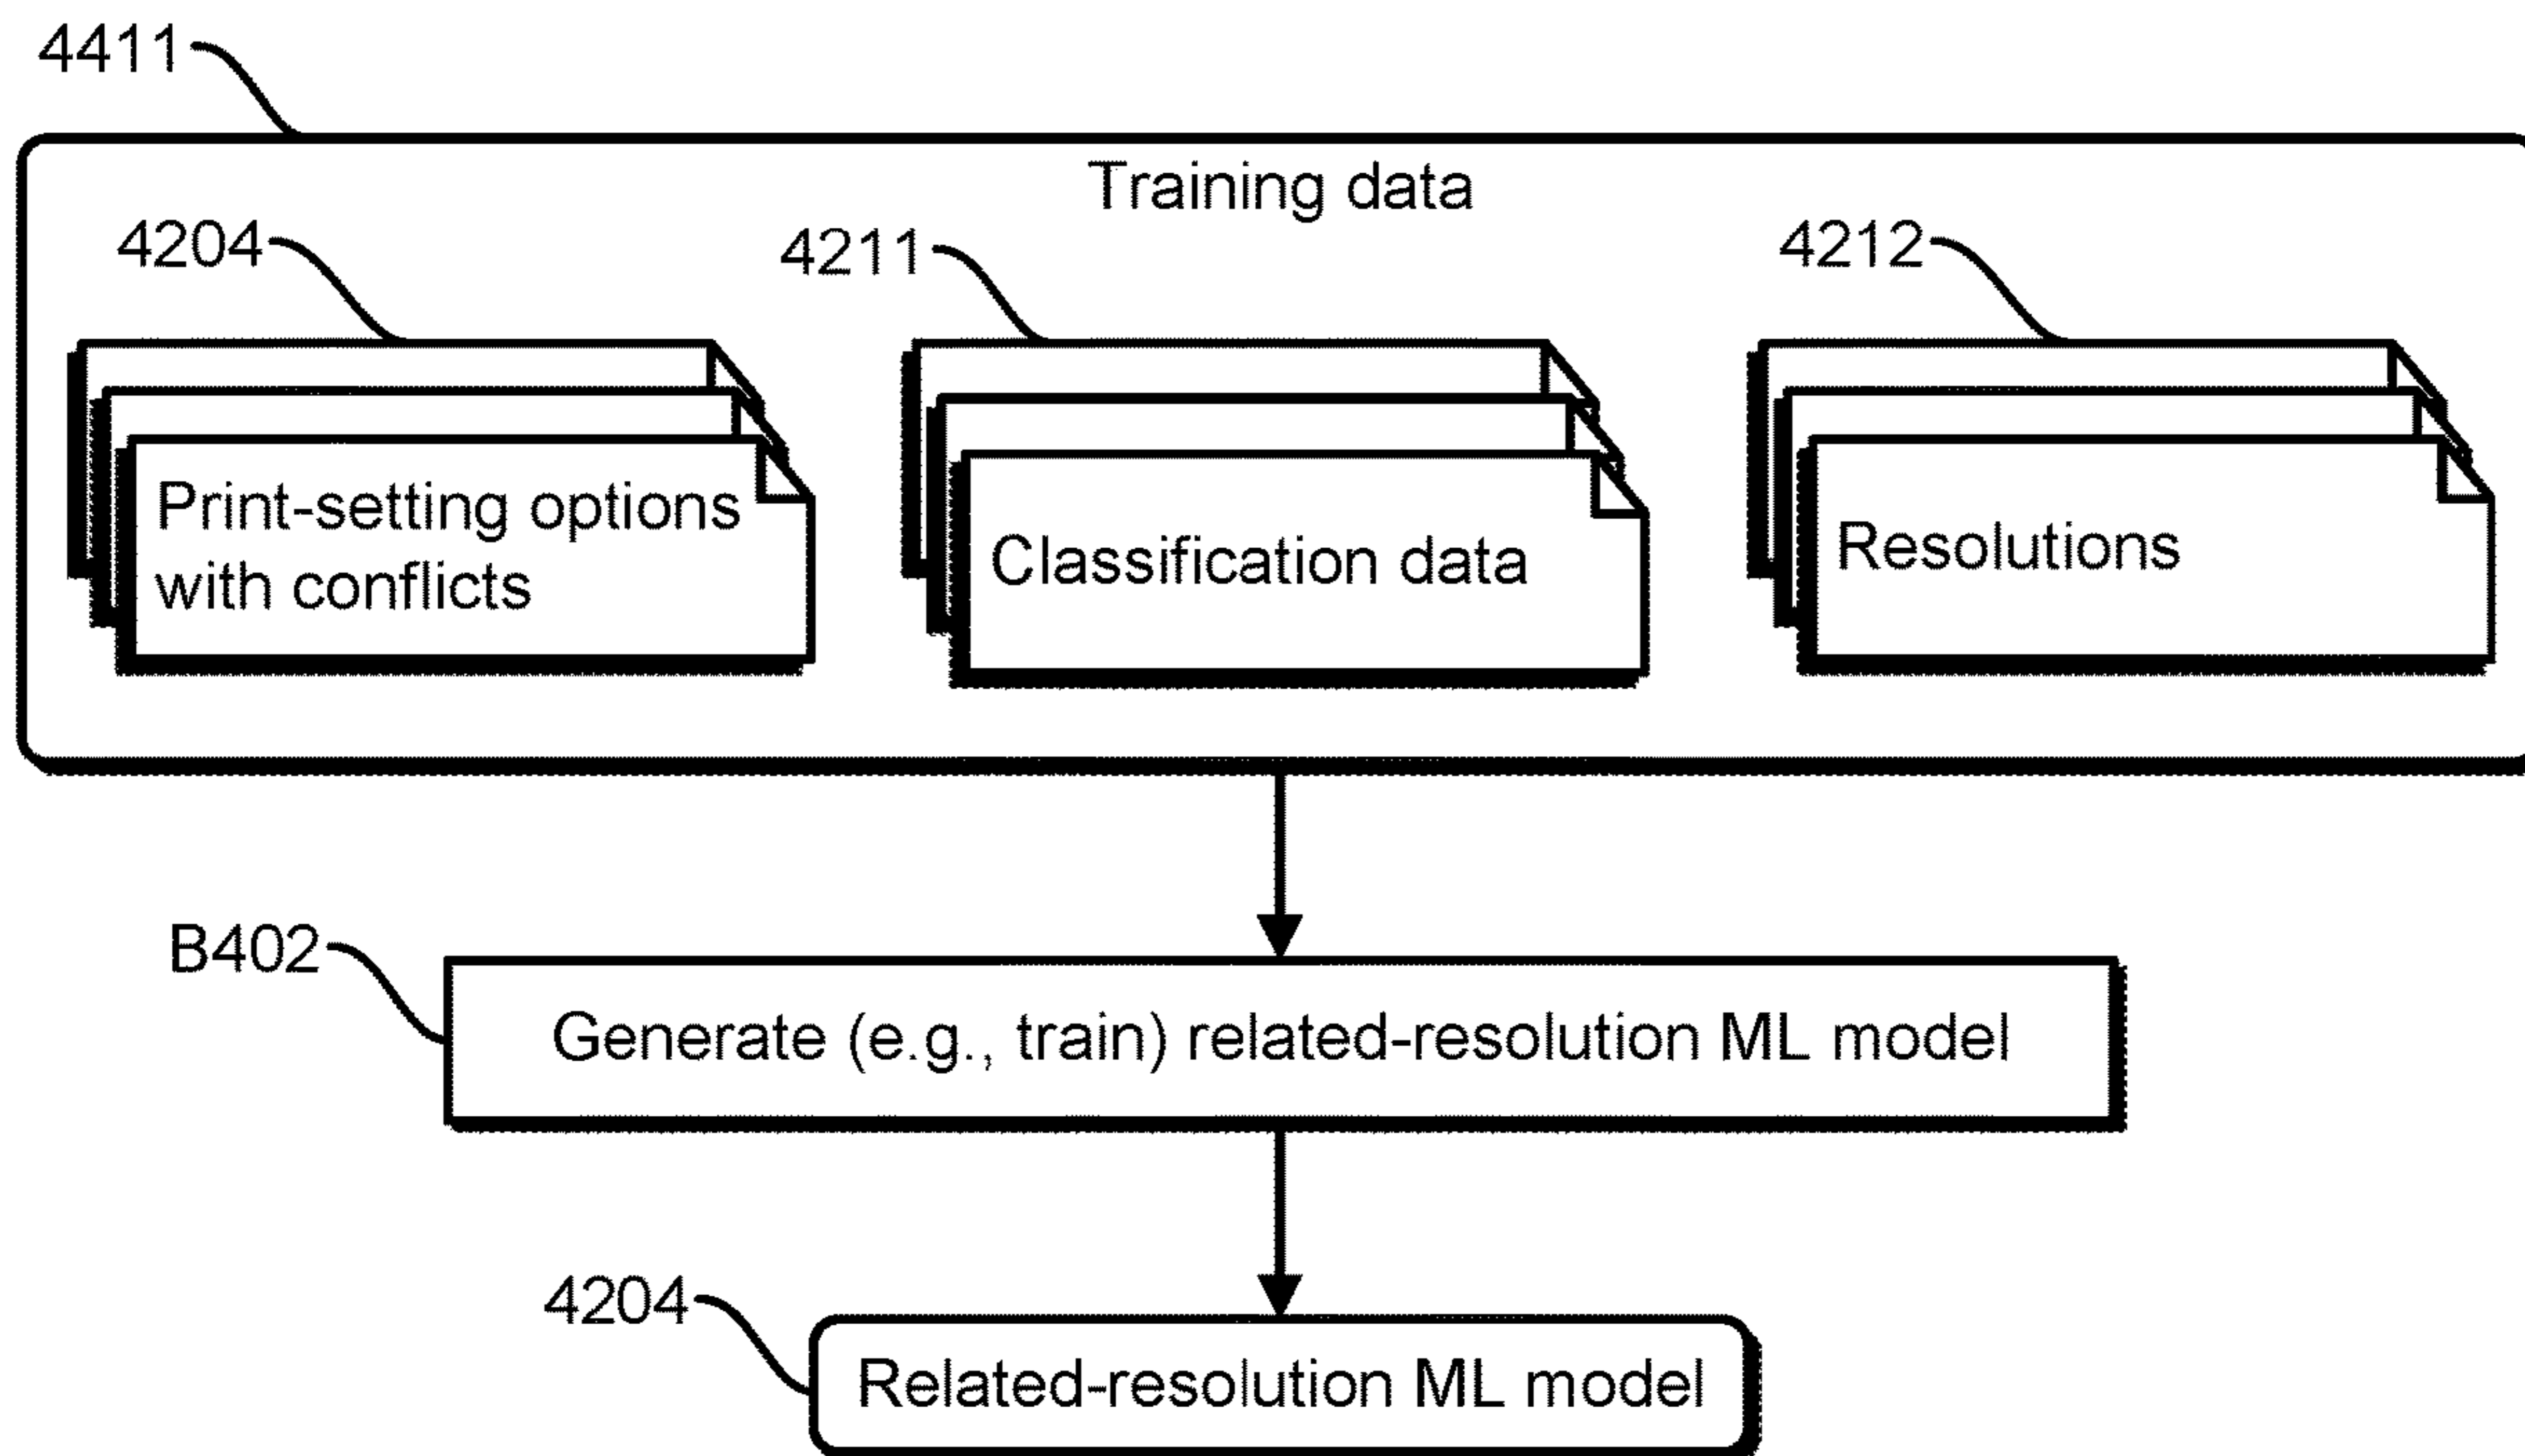 4411
Training data
4204
4211
4212
Print-setting options
with conflicts
Classification data
Resolutions
B402
Generate (e.g., train) related-resolution ML model
4204
Related-resolution ML model